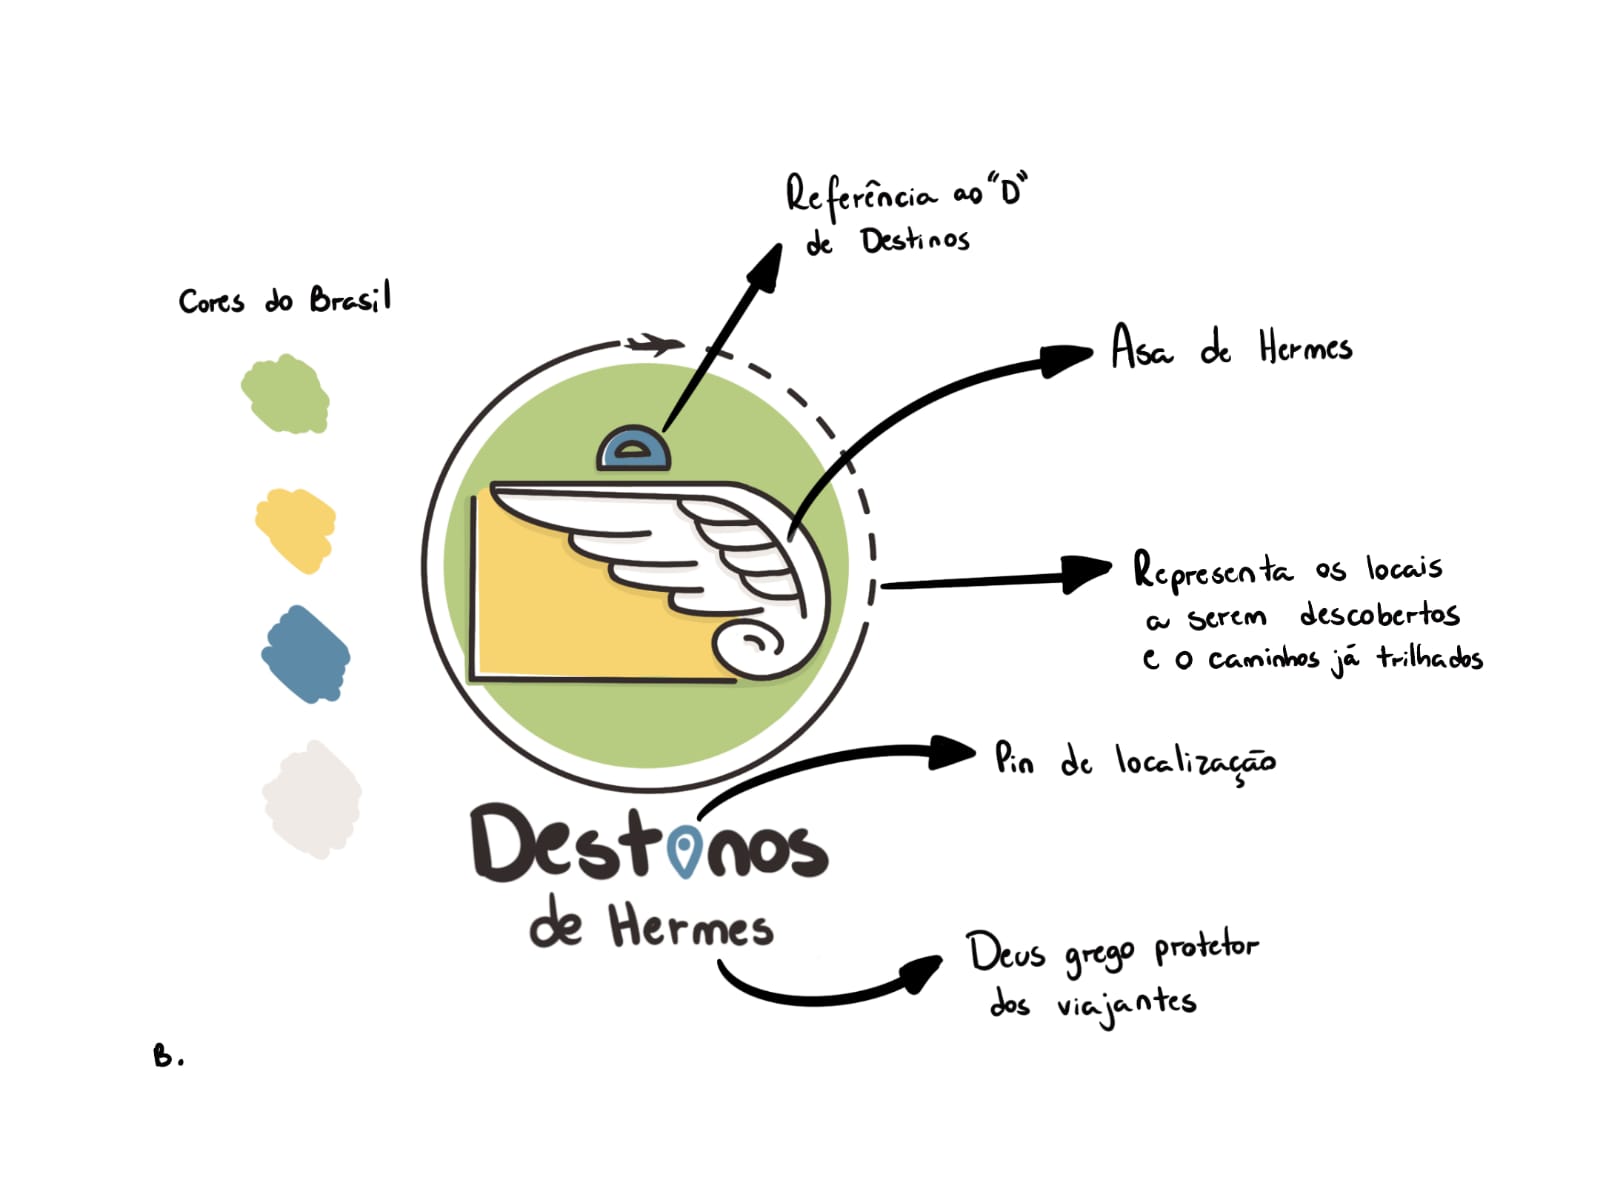 Referência ao "D"
de Destinos
Cores do Brasil
Asa de Hermes
Representa os locais
a serem descobertos
e o caminhos já trilhados
Pin de localização
Destinos
de Hermes
Deus grego protetor
dos viajantes
B.